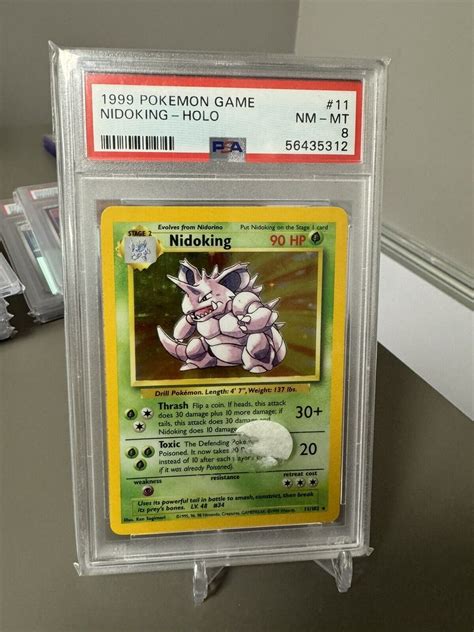 1999 POKEMON GAME #11
NIDOKING - HOLO NM - MT
8
PSA 56435312
Evolves from Nidorino Put Nidoking on the Stage 1 card
STAGE 2 Nidoking 90 HP
Drill Pokémon. Length: 4' 7", Weight: 137 lbs.
Thrash Flip a coin. If heads, this attack
does 30 damage plus 10 more damage; if
tails, this attack does 30 damage and
Nidoking does 10 damage
30+
Toxic The Defending
Poisoned. It now takes 20
instead of 10 after each
if it was already Poisoned).
20
weakness resistance retreat cost
Uses its powerful tail in battle to smash, constrict, then break
its prey's bones. LV. 48 #34
Illus. Ken Sugimori 11/102